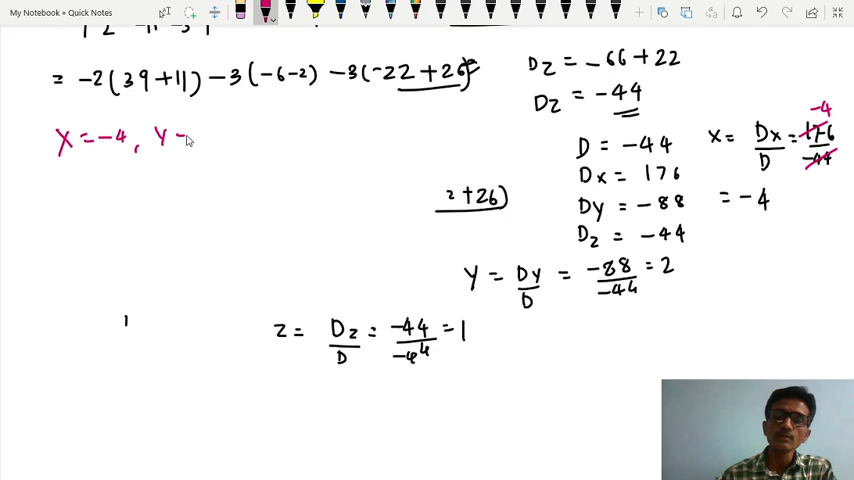 My Notebook > Quick Notes
= -2(39+11) -3(-6-2) -3(-22+26)
X = -4, Y =
2+26)
DZ = -66+22
DZ = -44
D = -44
Dx = 176
Dy = -88
Dz = -44
X = Dx/D = 176/-44
-4
= -4
Y = Dy/D = -88/-44 = 2
1
Z = Dz/D = -44/-44 = 1